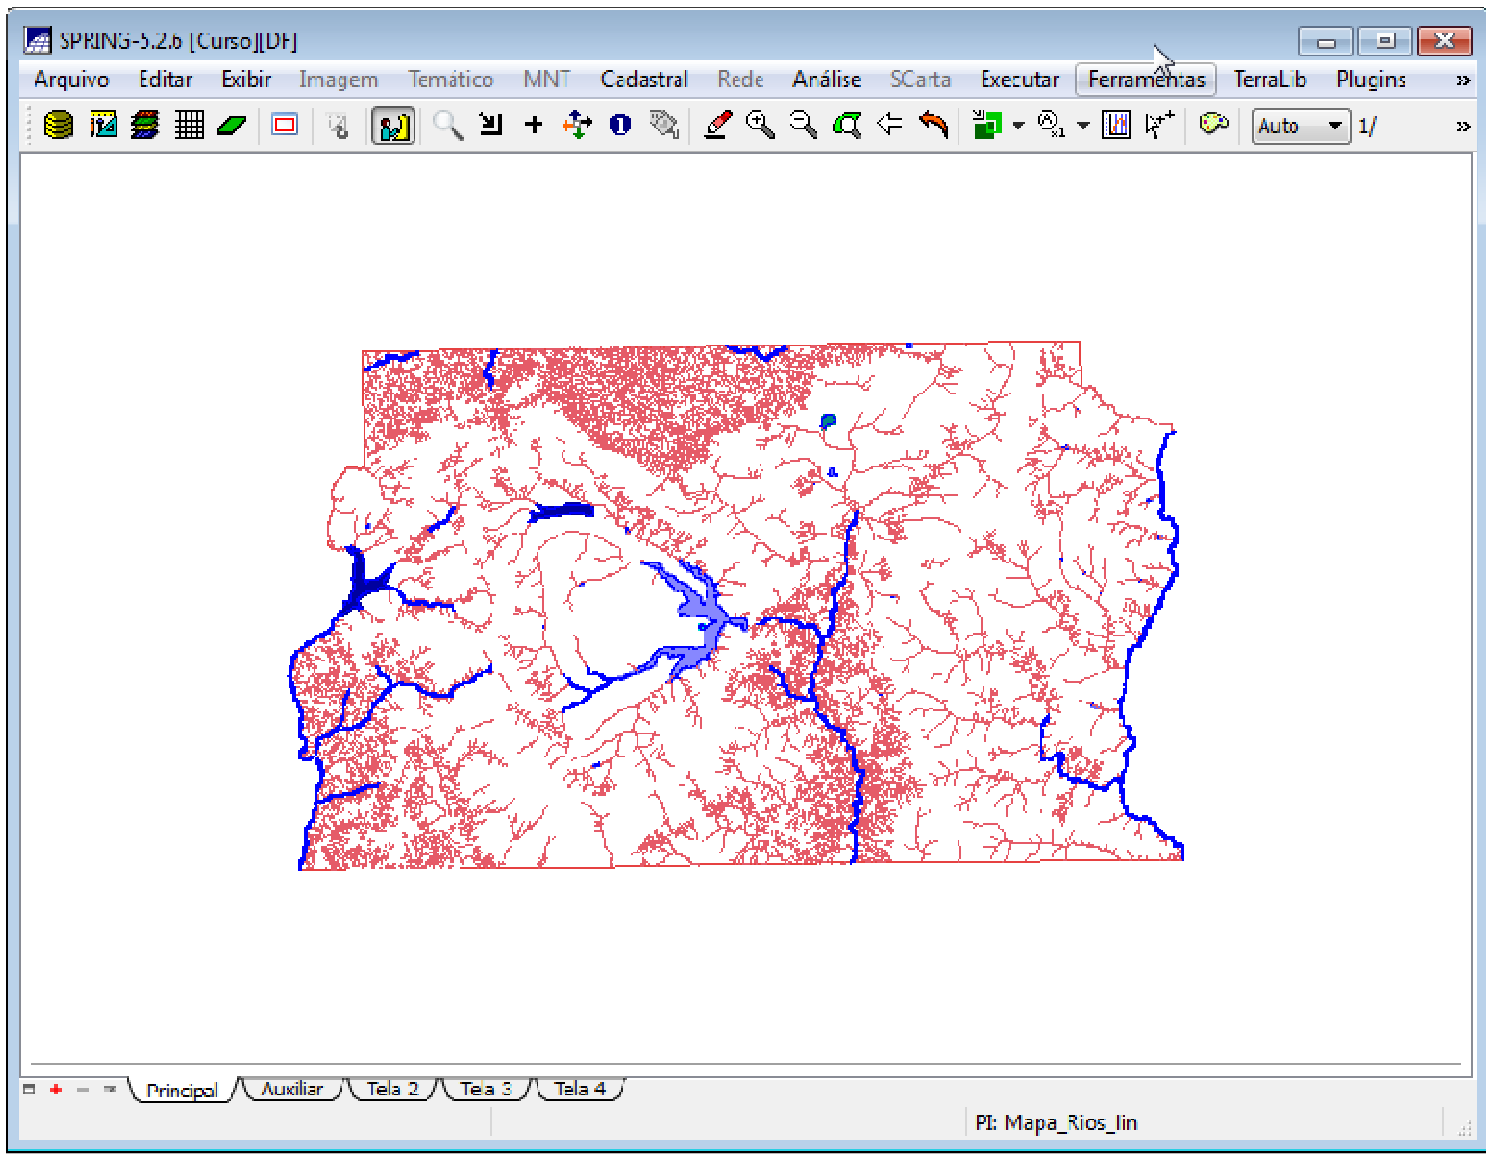 SPRING-5.2.6 [Curso][DF]
Arquivo Editar Exibir Imagem Temático MNT Cadastral Rede Análise SCarta Executar Ferramentas TerraLib Plugins »
Auto 1/ »
Principal Auxiliar Tela 2 Tela 3 Tela 4
PI: Mapa_Rios_lin